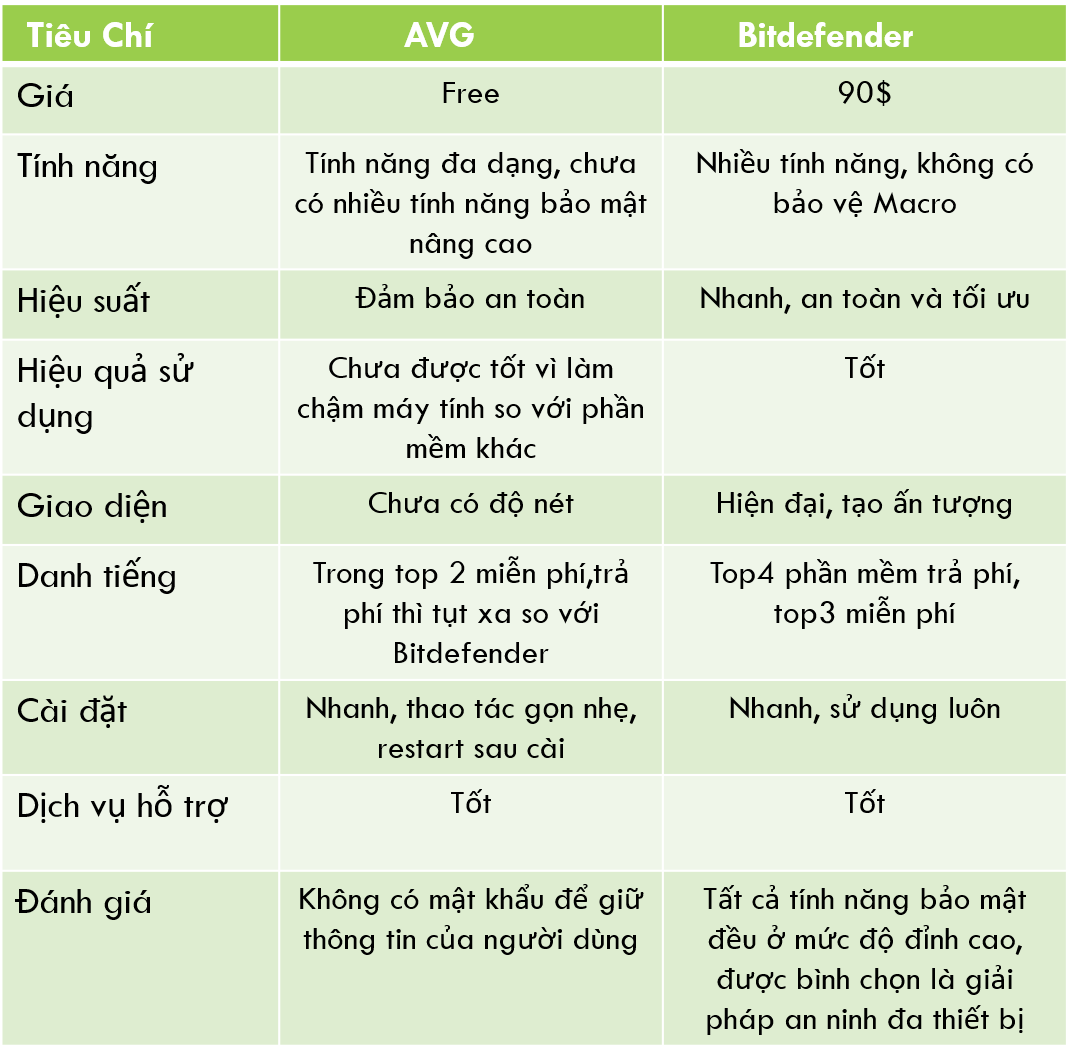 Tiêu Chí
AVG
Bitdefender
Giá
Free
90$
Tính năng
Tính năng đa dạng, chưa
có nhiều tính năng bảo mật
nâng cao
Nhiều tính năng, không có
bảo vệ Macro
Hiệu suất
Đảm bảo an toàn
Nhanh, an toàn và tối ưu
Hiệu quả sử
dụng
Chưa được tốt vì làm
chậm máy tính so với phần
mềm khác
Tốt
Giao diện
Chưa có độ nét
Hiện đại, tạo ấn tượng
Danh tiếng
Trong top 2 miễn phí,trả
phí thì tụt xa so với
Bitdefender
Top4 phần mềm trả phí,
top3 miễn phí
Cài đặt
Nhanh, thao tác gọn nhẹ,
restart sau cài
Nhanh, sử dụng luôn
Dịch vụ hỗ trợ
Tốt
Tốt
Đánh giá
Không có mật khẩu để giữ
thông tin của người dùng
Tất cả tính năng bảo mật
đều ở mức độ đỉnh cao,
được bình chọn là giải
pháp an ninh đa thiết bị